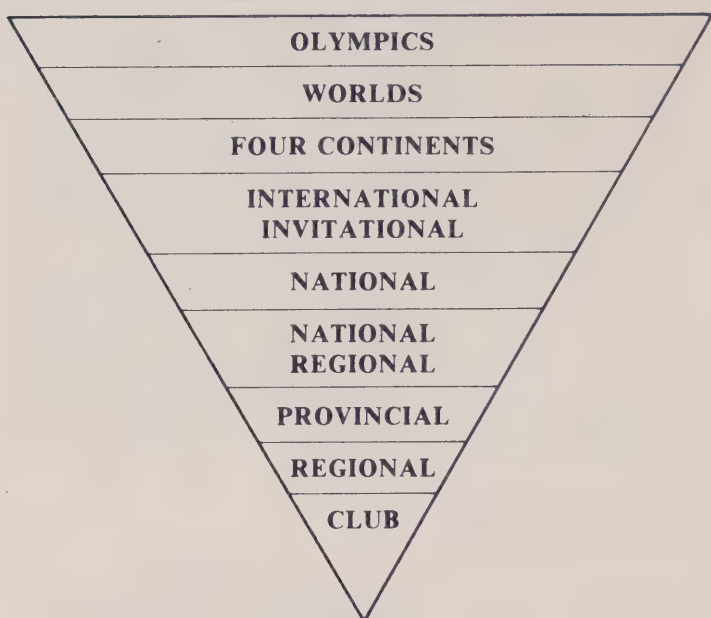 OLYMPICS
WORLDS
FOUR CONTINENTS
INTERNATIONAL
INVITATIONAL
NATIONAL
NATIONAL
REGIONAL
PROVINCIAL
REGIONAL
CLUB